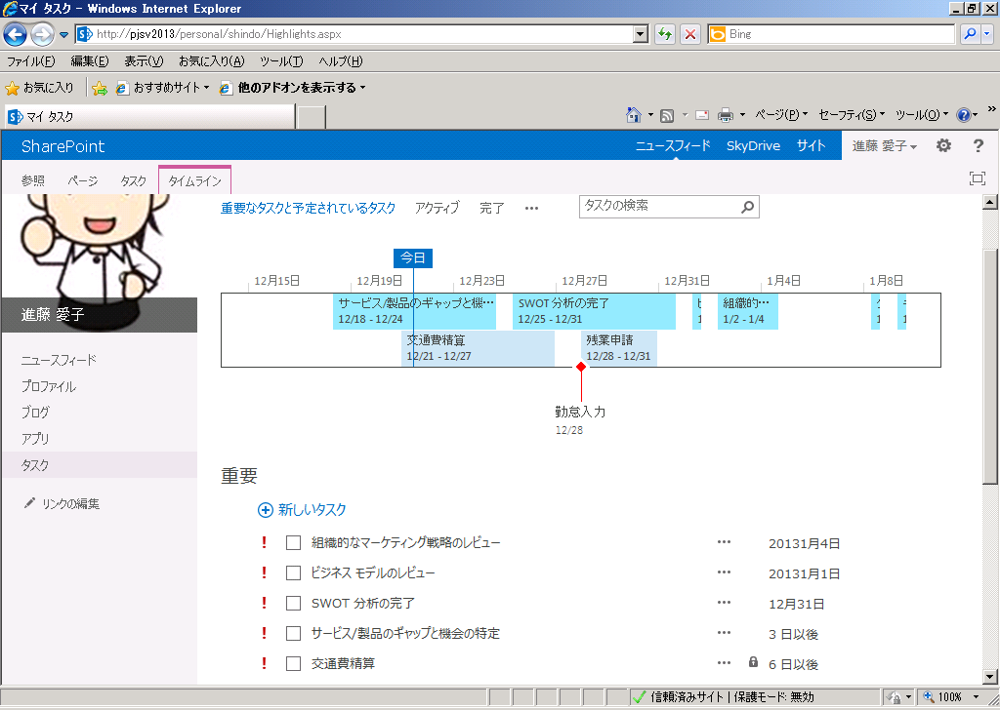 マイ タスク - Windows Internet Explorer
http://pjsv2013/personal/shindo/Highlights.aspx
Bing
ファイル(F) 編集(E) 表示(V) お気に入り(A) ツール(T) ヘルプ(H)
お気に入り おすすめサイト 他のアドオンを表示する
マイ タスク
ページ(P) セーフティ(S) ツール(O)
SharePoint ニュースフィード SkyDrive サイト 進藤 愛子
参照 ページ タスク タイムライン
重要なタスクと予定されているタスク アクティブ 完了 ••• タスクの検索
今日
12月15日 12月19日 12月23日 12月27日 12月31日 1月4日 1月8日
サービス/製品のギャップと機… SWOT 分析の完了 組織的…
12/18 - 12/24 12/25 - 12/31 1/2 - 1/4
交通費精算 残業申請
12/21 - 12/27 12/28 - 12/31
勤怠入力
12/28
進藤 愛子
ニュースフィード
プロファイル
ブログ
アプリ
タスク
リンクの編集
重要
新しいタスク
! 組織的なマーケティング戦略のレビュー ••• 20131月4日
! ビジネス モデルのレビュー ••• 20131月1日
! SWOT 分析の完了 ••• 12月31日
! サービス/製品のギャップと機会の特定 ••• 3 日以後
! 交通費精算 ••• 6 日以後
信頼済みサイト | 保護モード: 無効
100%